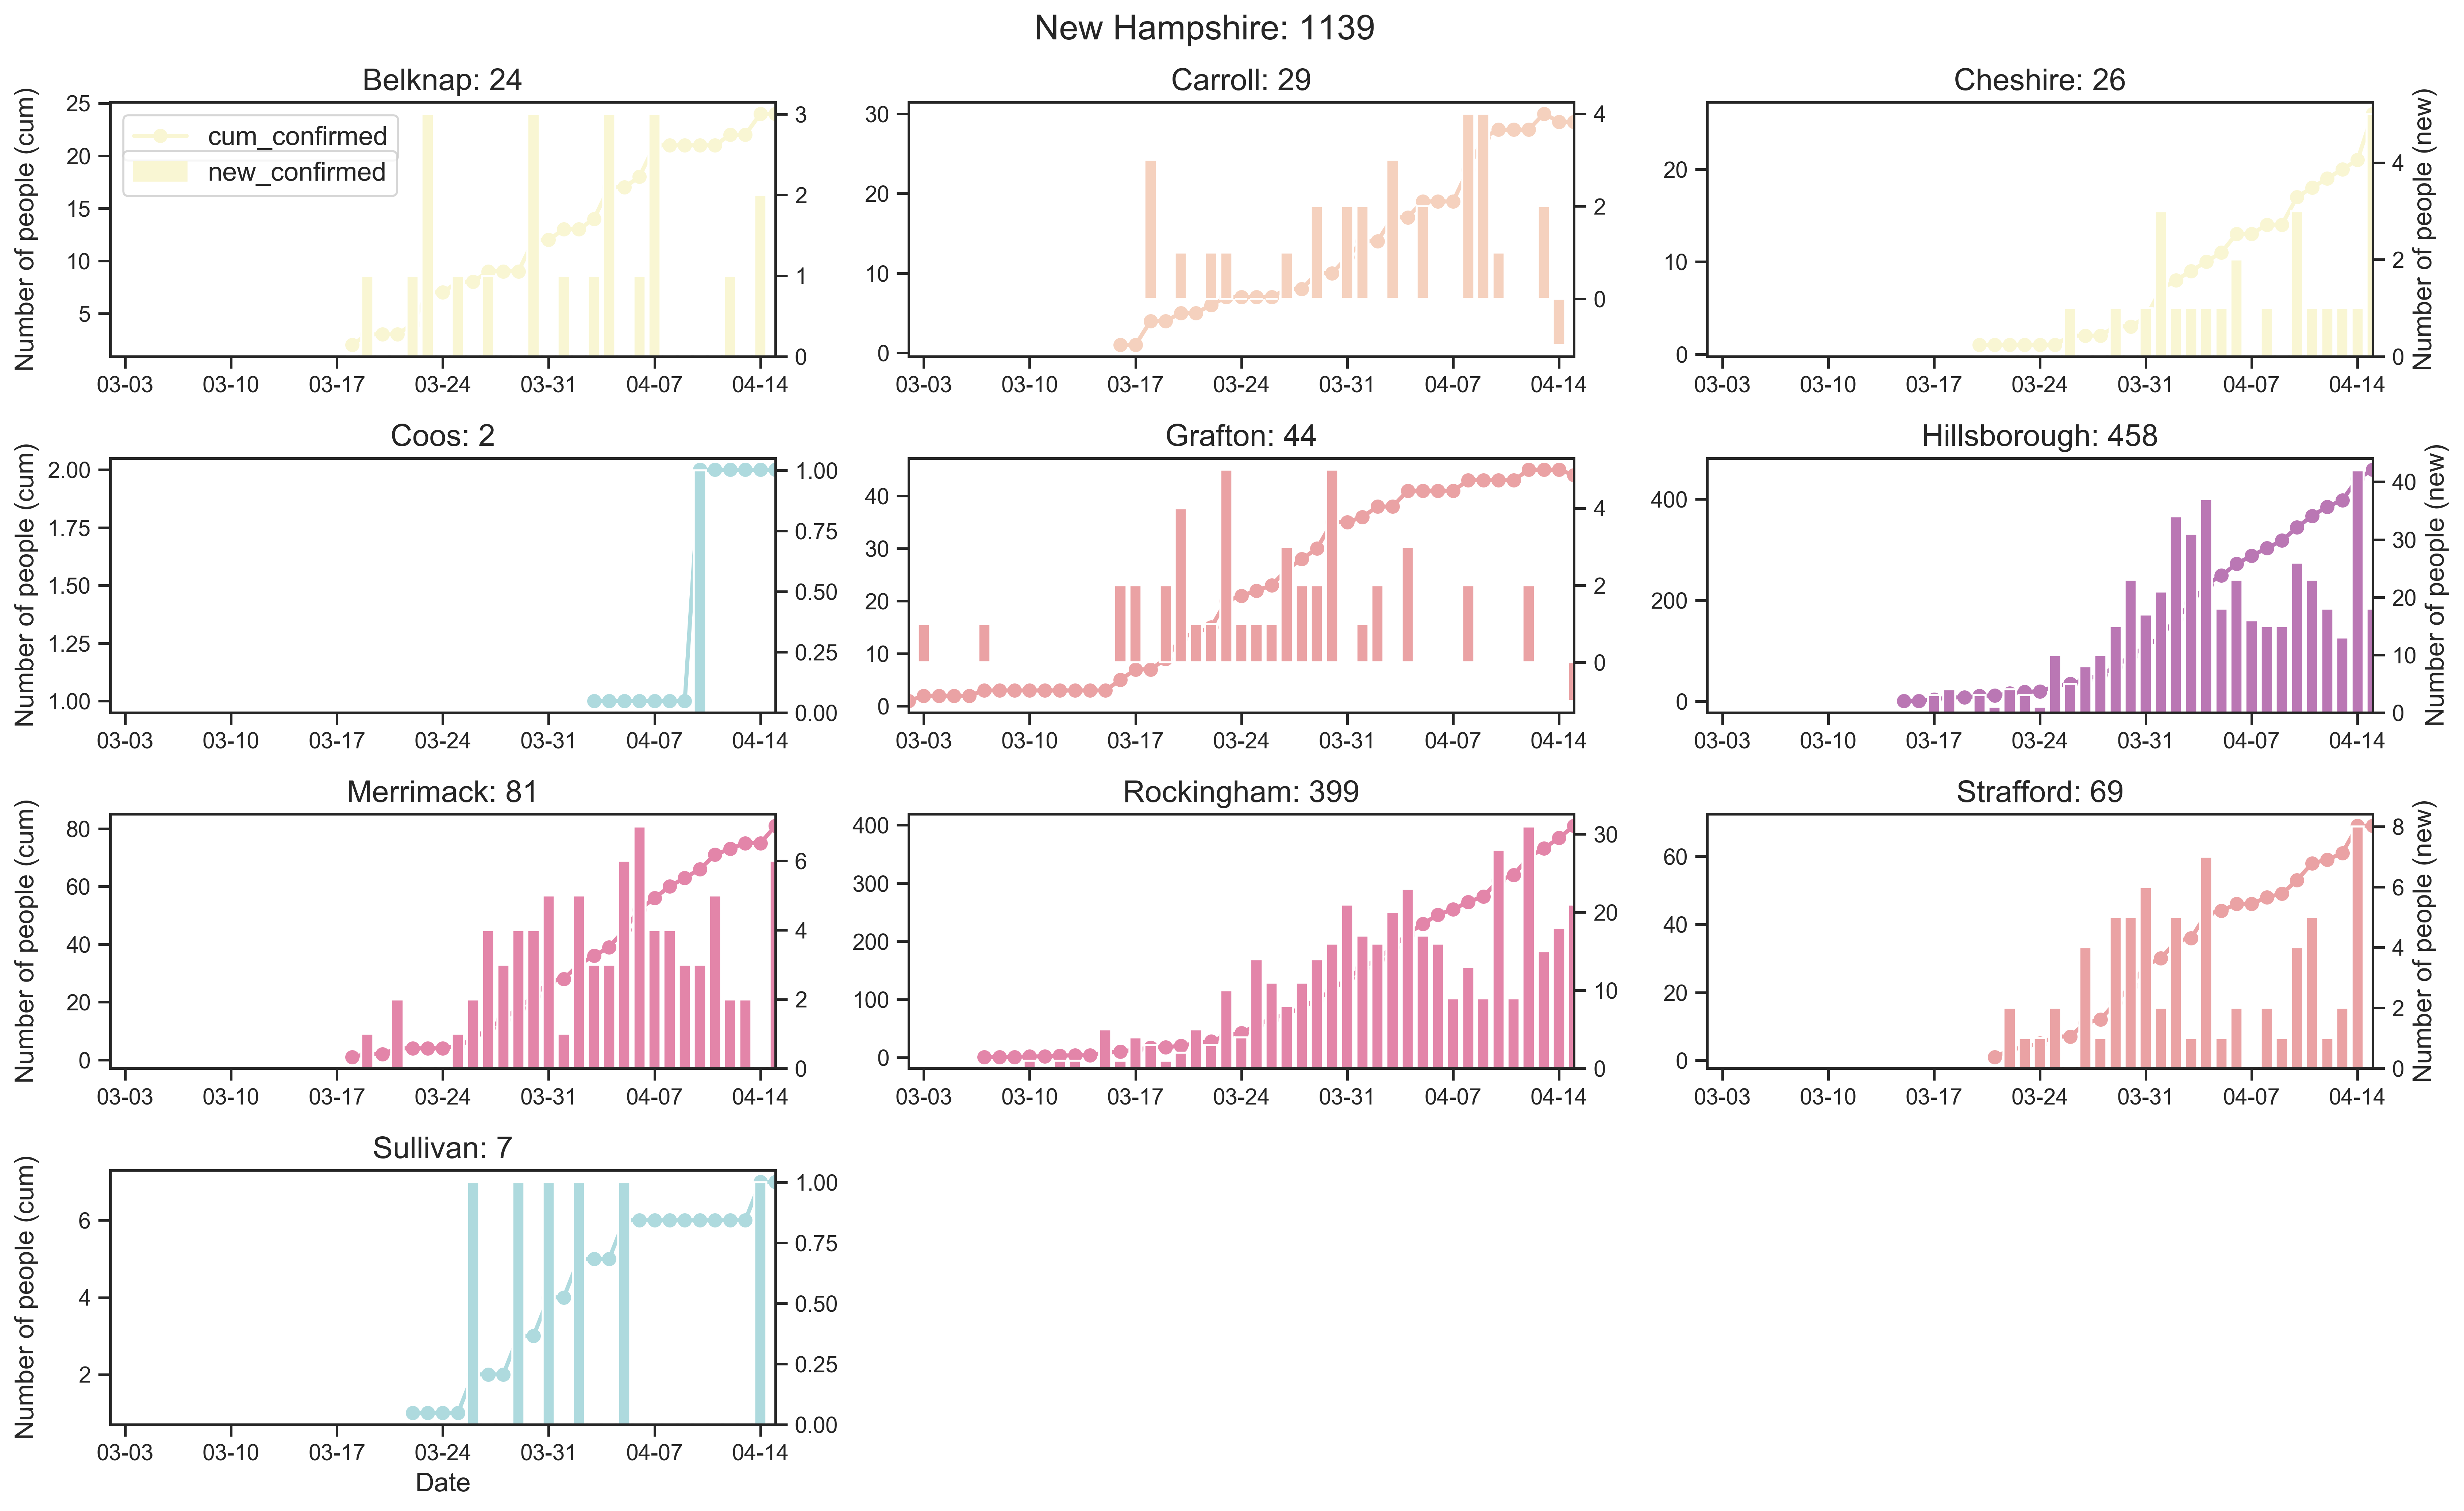 New Hampshire: 1139
Belknap: 24
Number of people (cum)
25
20
15
10
5
cum_confirmed
new_confirmed
3
2
1
0
03-03 03-10 03-17 03-24 03-31 04-07 04-14
Carroll: 29
30
20
10
0
4
2
0
03-03 03-10 03-17 03-24 03-31 04-07 04-14
Cheshire: 26
20
10
0
4
2
0
Number of people (new)
03-03 03-10 03-17 03-24 03-31 04-07 04-14
Coos: 2
Number of people (cum)
2.00
1.75
1.50
1.25
1.00
1.00
0.75
0.50
0.25
0.00
03-03 03-10 03-17 03-24 03-31 04-07 04-14
Grafton: 44
40
30
20
10
0
4
2
0
03-03 03-10 03-17 03-24 03-31 04-07 04-14
Hillsborough: 458
400
200
0
40
30
20
10
0
Number of people (new)
03-03 03-10 03-17 03-24 03-31 04-07 04-14
Merrimack: 81
Number of people (cum)
80
60
40
20
0
6
4
2
0
03-03 03-10 03-17 03-24 03-31 04-07 04-14
Rockingham: 399
400
300
200
100
0
30
20
10
0
03-03 03-10 03-17 03-24 03-31 04-07 04-14
Strafford: 69
60
40
20
0
8
6
4
2
0
Number of people (new)
03-03 03-10 03-17 03-24 03-31 04-07 04-14
Sullivan: 7
Number of people (cum)
6
4
2
1.00
0.75
0.50
0.25
0.00
03-03 03-10 03-17 03-24 03-31 04-07 04-14
Date